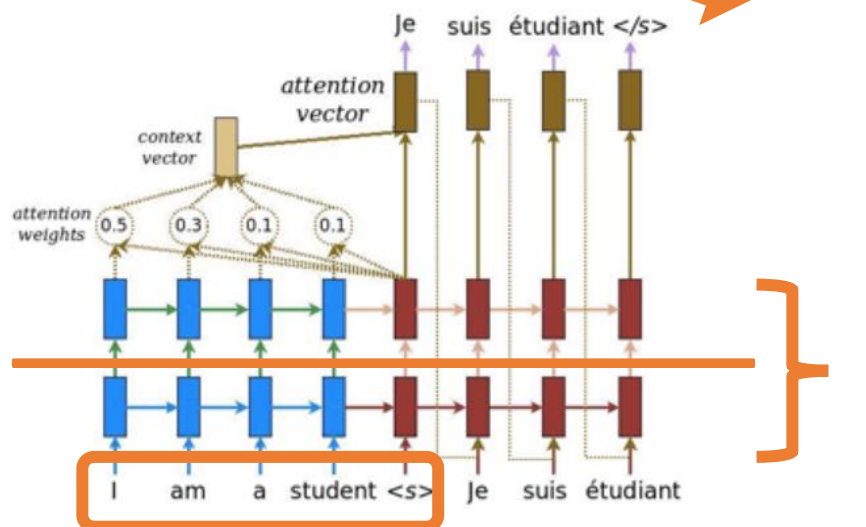 Je suis étudiant </s>
attention
vector
context
vector
attention
weights
0.5 0.3 0.1 0.1
I am a student <s> Je suis étudiant